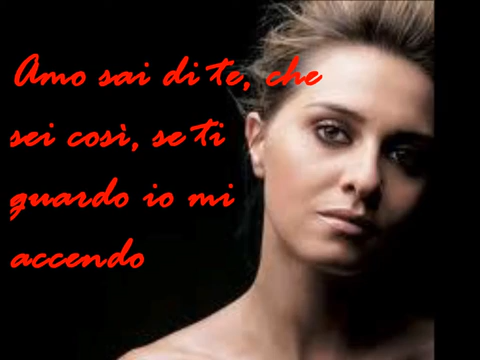 Amo sai di te, che
sei così, se ti
guardo io mi
accendo